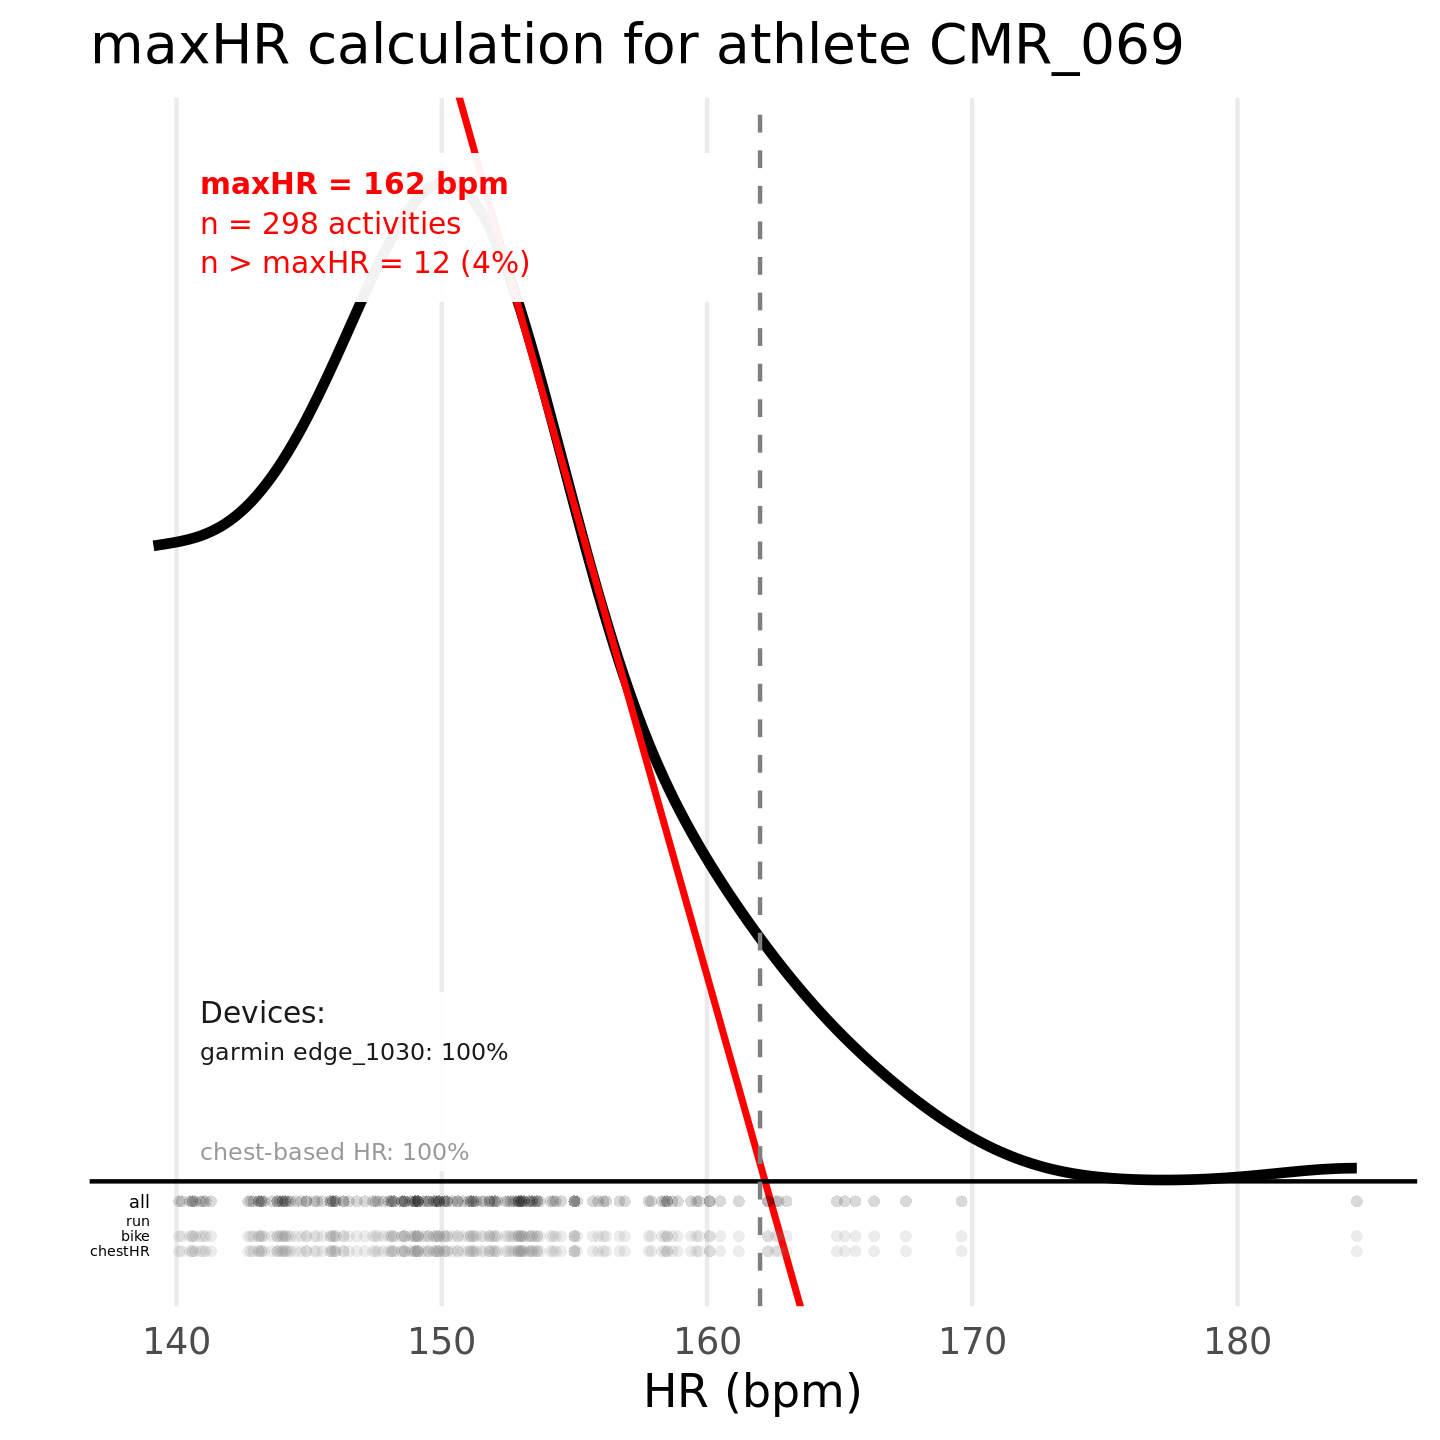 maxHR calculation for athlete CMR_069
maxHR = 162 bpm
n = 298 activities
n > maxHR = 12 (4%)
Devices:
garmin edge_1030: 100%
chest-based HR: 100%
all
run
bike
chestHR
140 150 160 170 180
HR (bpm)